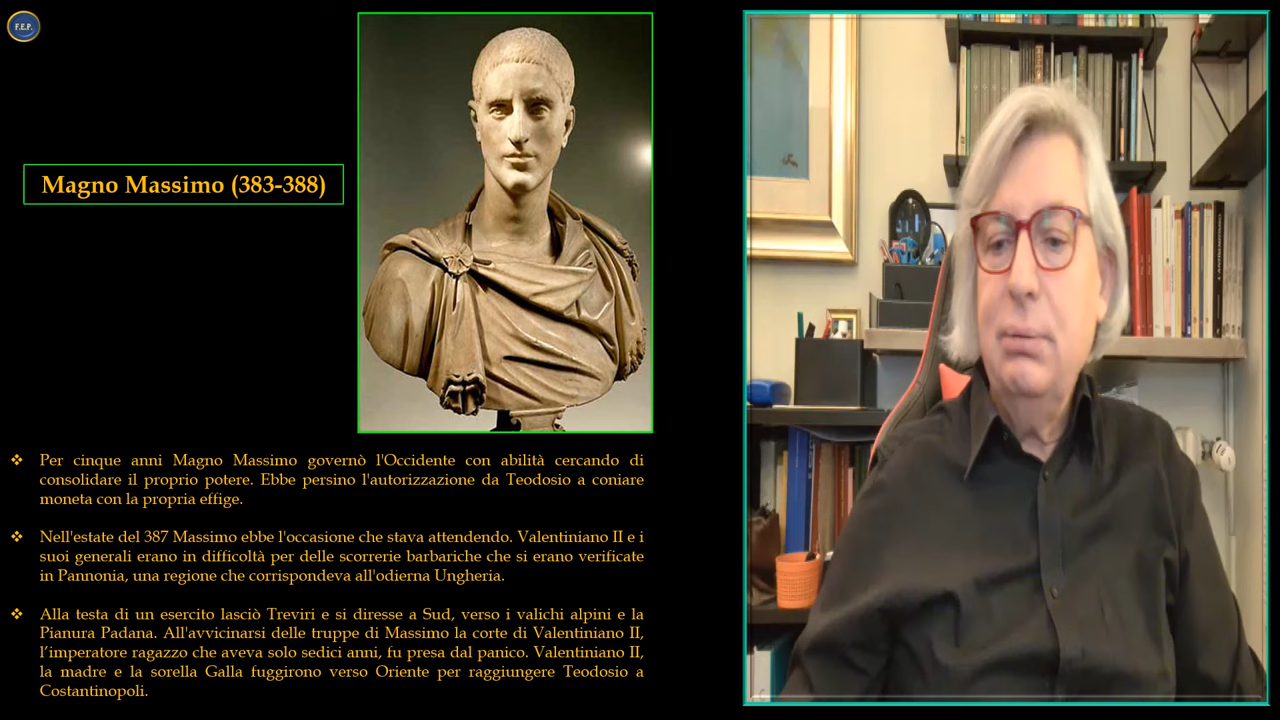 F.E.P.
Magno Massimo (383-388)
❖ Per cinque anni Magno Massimo governò l'Occidente con abilità cercando di
consolidare il proprio potere. Ebbe persino l'autorizzazione da Teodosio a coniare
moneta con la propria effige.
❖ Nell'estate del 387 Massimo ebbe l'occasione che stava attendendo. Valentiniano II e i
suoi generali erano in difficoltà per delle scorrerie barbariche che si erano verificate
in Pannonia, una regione che corrispondeva all'odierna Ungheria.
❖ Alla testa di un esercito lasciò Treviri e si diresse a Sud, verso i valichi alpini e la
Pianura Padana. All'avvicinarsi delle truppe di Massimo la corte di Valentiniano II,
l’imperatore ragazzo che aveva solo sedici anni, fu presa dal panico. Valentiniano II,
la madre e la sorella Galla fuggirono verso Oriente per raggiungere Teodosio a
Costantinopoli.